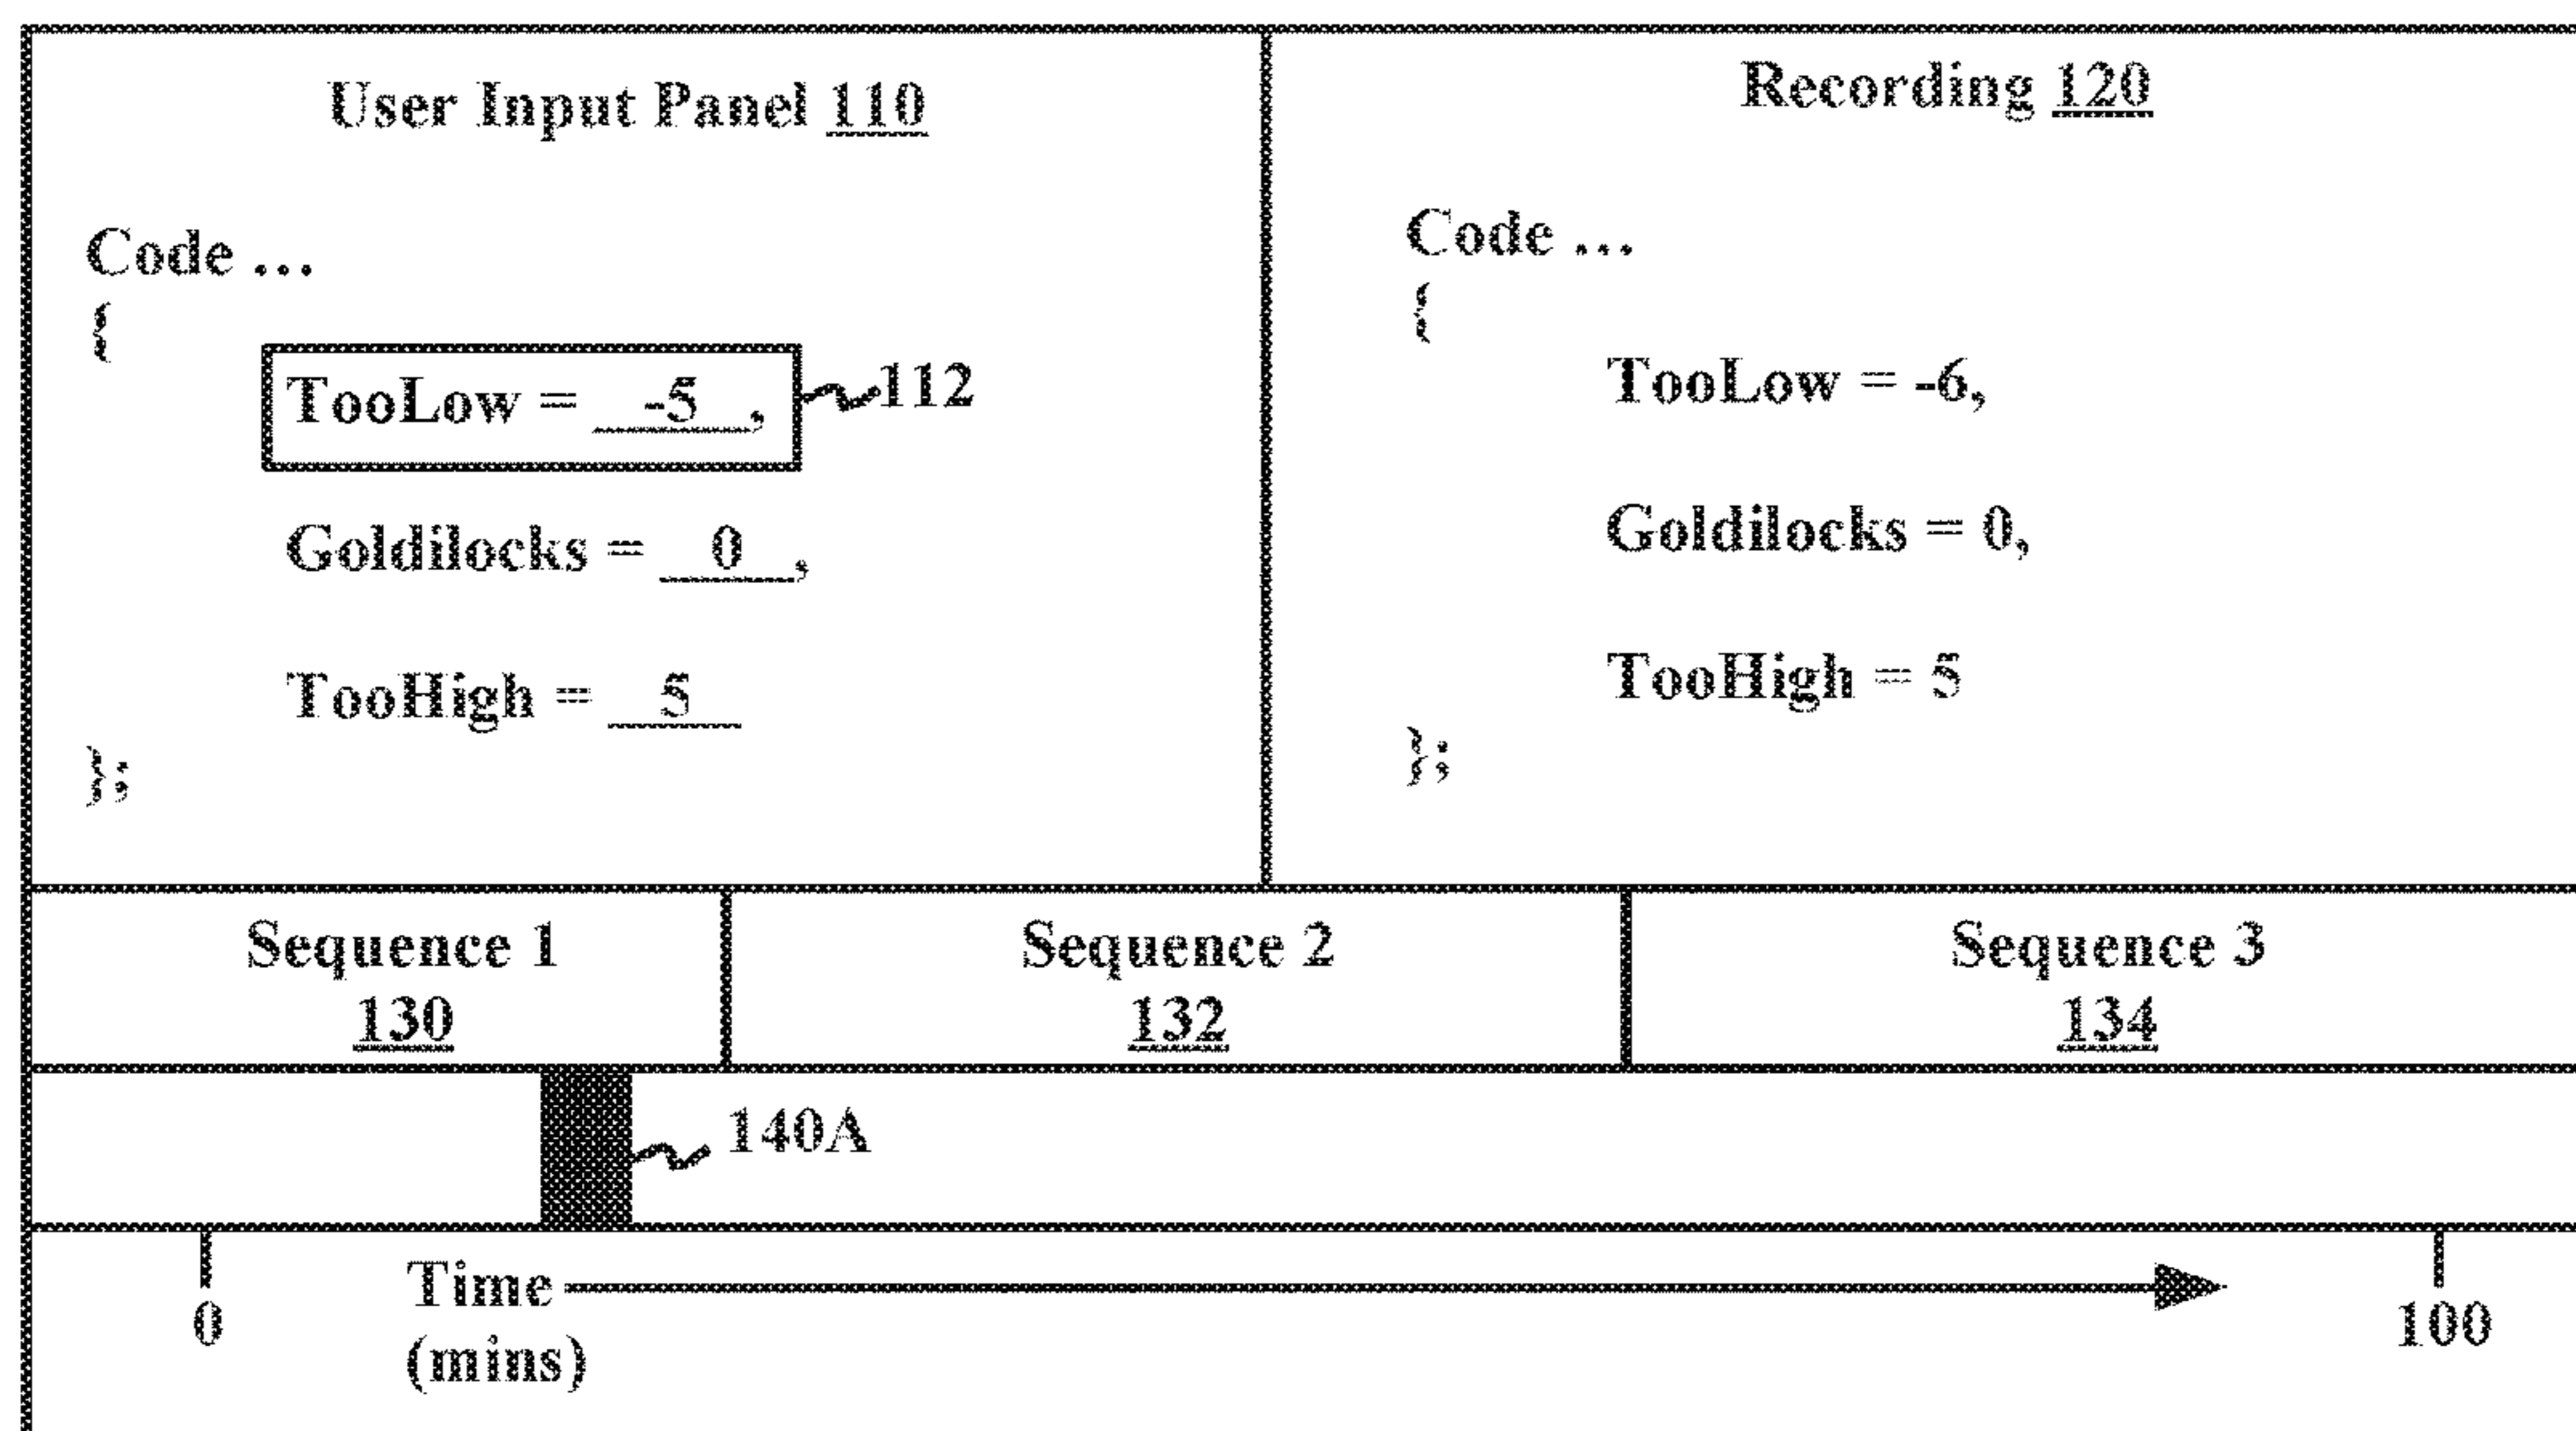 User Input Panel 110
Code ...
{
TooLow = -5 ,
112
Goldilocks = 0 ,
TooHigh = 5
};
Recording 120
Code ...
{
TooLow = -6,
Goldilocks = 0,
TooHigh = 5
};
Sequence 1
130
Sequence 2
132
Sequence 3
134
140A
0
Time
(mins)
100